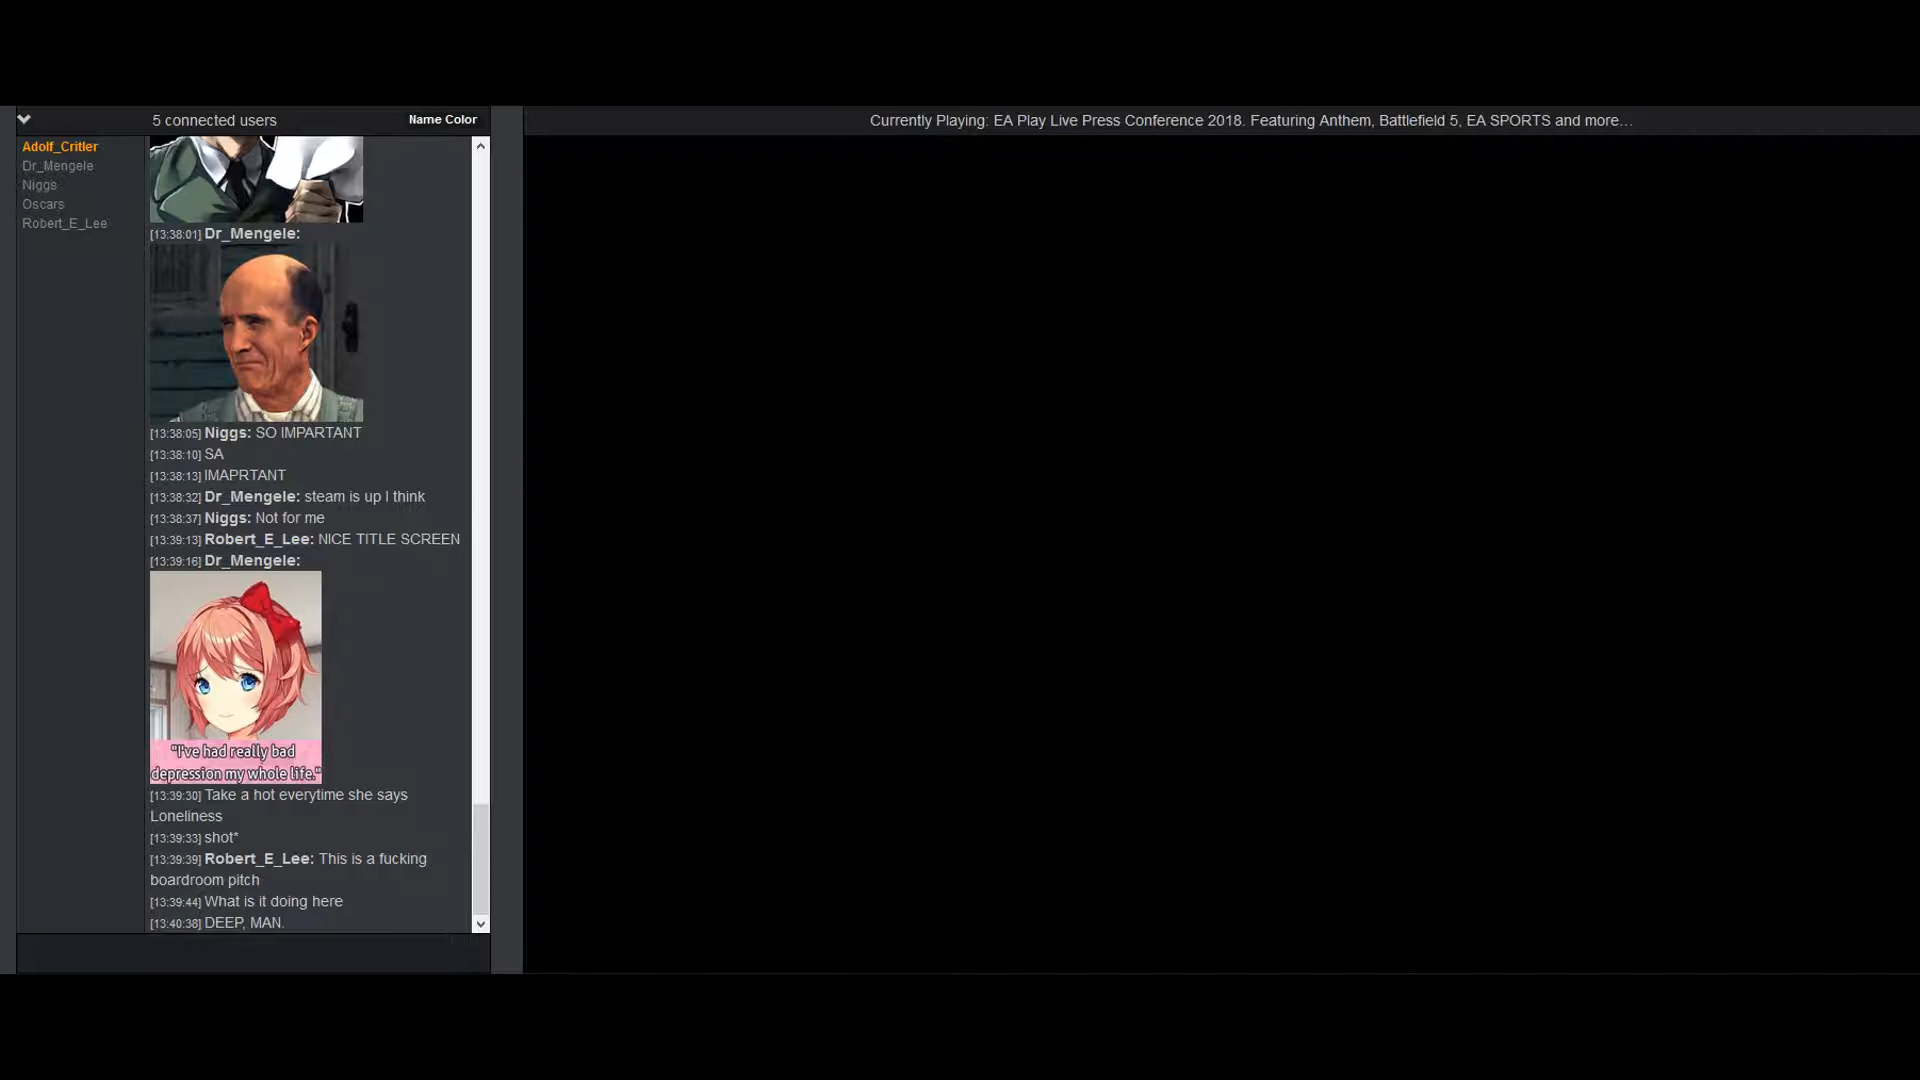 5 connected users
Name Color
Currently Playing: EA Play Live Press Conference 2018. Featuring Anthem, Battlefield 5, EA SPORTS and more…
Adolf_Critler
Dr_Mengele
Niggs
Oscars
Robert_E_Lee
[13:38:01] Dr_Mengele:
[13:38:05] Niggs: SO IMPARTANT
[13:38:10] SA
[13:38:13] IMAPRTANT
[13:38:32] Dr_Mengele: steam is up I think
[13:38:37] Niggs: Not for me
[13:39:13] Robert_E_Lee: NICE TITLE SCREEN
[13:39:16] Dr_Mengele:
"I've had really bad
depression my whole life."
[13:39:30] Take a hot everytime she says
Loneliness
[13:39:33] shot*
[13:39:39] Robert_E_Lee: This is a fucking
boardroom pitch
[13:39:44] What is it doing here
[13:40:38] DEEP, MAN.